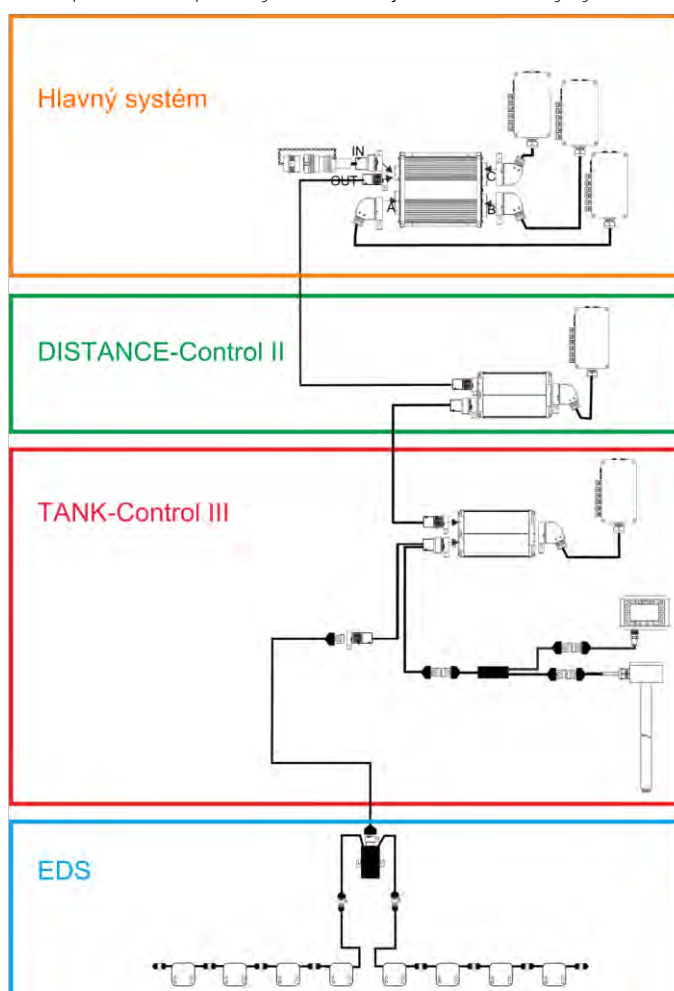 Hlavný systém
IN
OUT
C
A
B
DISTANCE-Control II
TANK-Control III
EDS